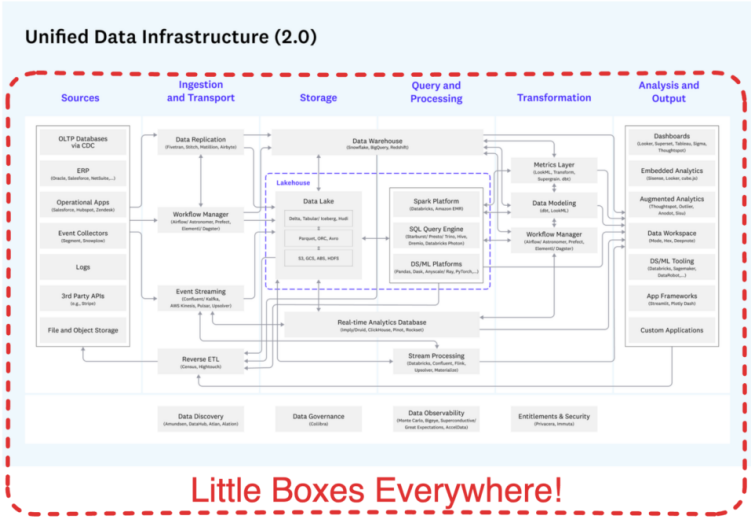 Unified Data Infrastructure (2.0)
Sources
Ingestion
and Transport
Storage
Query and
Processing
Transformation
Analysis and
Output
OLTP Databases
via CDC
ERP
(Oracle, Salesforce, NetSuite,...)
Operational Apps
(Salesforce, Hubspot, Zendesk)
Event Collectors
(Segment, Snowplow)
Logs
3rd Party APIs
(e.g., Stripe)
File and Object Storage
Data Replication
(Fivetran, Stitch, Matillion, Airbyte)
Workflow Manager
(Airflow/ Astronomer, Prefect,
Elementl/ Dagster)
Event Streaming
(Confluent/ Kafka,
AWS Kinesis, Pulsar, Upsolver)
Reverse ETL
(Census, Hightouch)
Data Warehouse
(Snowflake, BigQuery, Redshift)
Lakehouse
Data Lake
Delta, Tabular/ Iceberg, Hudi
Parquet, ORC, Avro
S3, GCS, ABS, HDFS
Spark Platform
(Databricks, Amazon EMR)
SQL Query Engine
(Starburst/ Presto/ Trino, Hive,
Dremio, Databricks Photon)
DS/ML Platforms
(Pandas, Dask, Anyscale/ Ray, PyTorch,...)
Real-time Analytics Database
(Imply/Druid, ClickHouse, Pinot, Rockset)
Stream Processing
(Databricks, Confluent, Flink,
Upsolver, Materialize)
Metrics Layer
(LookML, Transform,
Supergrain, dbt)
Data Modeling
(dbt, LookML)
Workflow Manager
(Airflow/ Astronomer, Prefect,
Elementl/ Dagster)
Dashboards
(Looker, Superset, Tableau, Sigma,
Thoughtspot)
Embedded Analytics
(Sisense, Looker, cube.js)
Augmented Analytics
(Thoughtspot, Outlier,
Anodot, Sisu)
Data Workspace
(Mode, Hex, Deepnote)
DS/ML Tooling
(Databricks, Sagemaker,
DataRobot,...)
App Frameworks
(Streamlit, Plotly Dash)
Custom Applications
Data Discovery
(Amundsen, DataHub, Atlan, Alation)
Data Governance
(Collibra)
Data Observability
(Monte Carlo, Bigeye, Superconductive/
Great Expectations, AccelData)
Entitlements & Security
(Privacera, Immuta)
Little Boxes Everywhere!